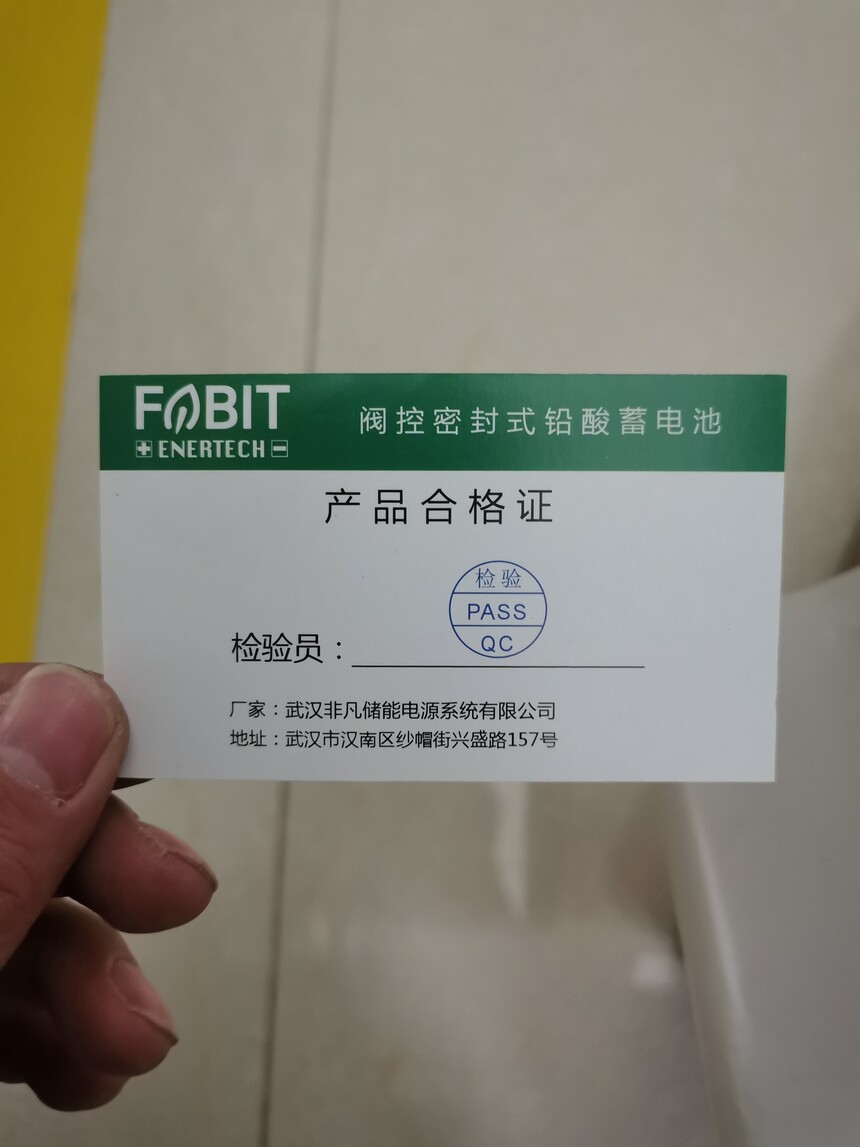 FABIT
+ ENERTECH -
阀控密封式铅酸蓄电池
产品合格证
检验
PASS
QC
检验员：
厂家：武汉非凡储能电源系统有限公司
地址：武汉市汉南区纱帽街兴盛路157号